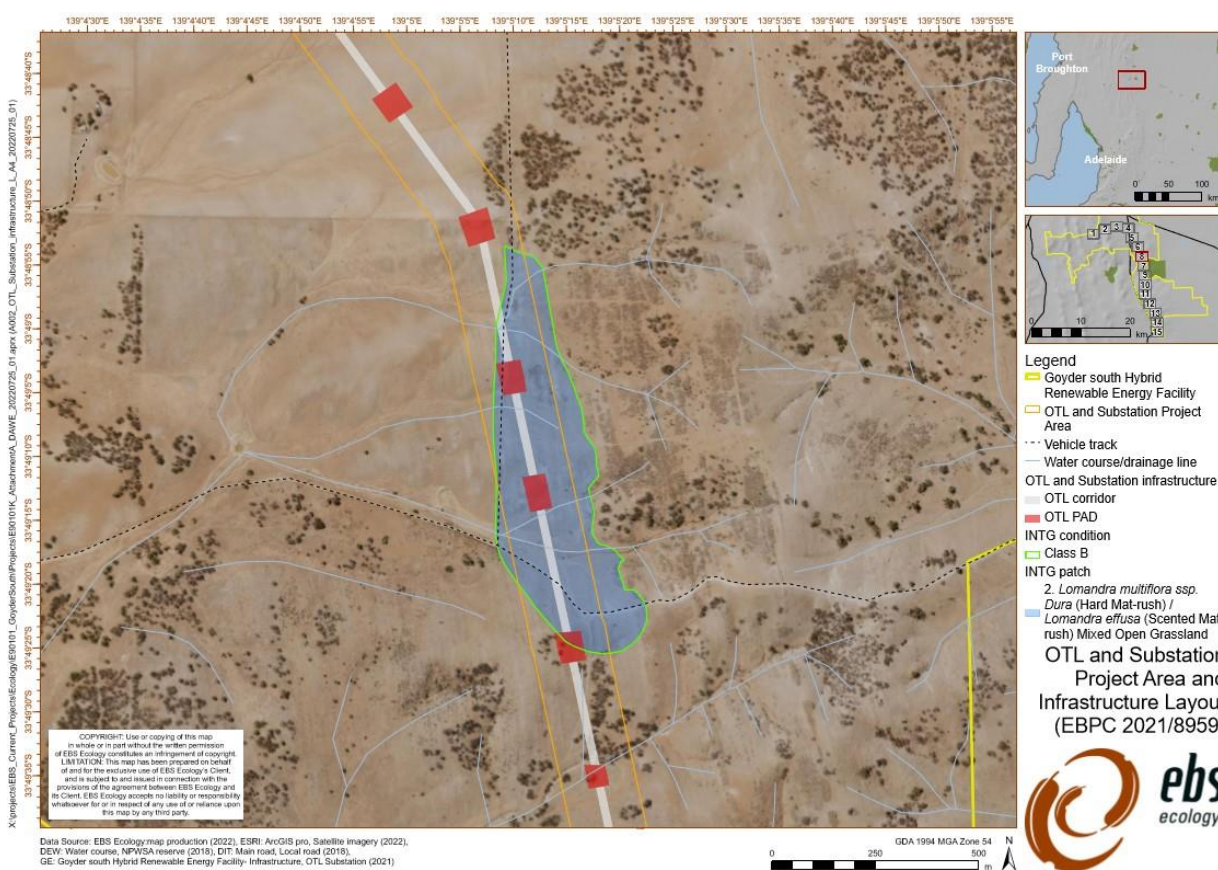 139°4'30"E 139°4'35"E 139°4'40"E 139°4'45"E 139°4'50"E 139°4'55"E 139°5'E 139°5'5"E 139°5'10"E 139°5'15"E 139°5'20"E 139°5'25"E 139°5'30"E 139°5'35"E 139°5'40"E 139°5'45"E 139°5'50"E 139°5'55"E
33°48'40"S
33°48'45"S
33°48'50"S
33°48'55"S
33°49'S
33°49'5"S
33°49'10"S
33°49'15"S
33°49'20"S
33°49'25"S
33°49'30"S
33°49'35"S
X:\projects\EBS_Current_Projects\Ecology\E90101_GoyderSouth\Projects\E90101K_AttachmentA_DAWE_20220725_01.aprx (A002_OTL_Substation_infrastructure_L_A4_20220725_01)
COPYRIGHT: Use or copying of this map
in whole or in part without the written permission
of EBS Ecology constitutes an infringement of copyright.
LIMITATION: This map has been prepared on behalf
of and for the exclusive use of EBS Ecology's Client,
and is subject to and issued in connection with the
provisions of the agreement between EBS Ecology and
its Client. EBS Ecology accepts no liability or responsibility
whatsoever for or in respect of any use of or reliance upon
this map by any third party.
Data Source: EBS Ecology:map production (2022), ESRI: ArcGIS pro, Satellite imagery (2022),
DEW: Water course, NPWSA reserve (2018), DIT: Main road, Local road (2018),
GE: Goyder south Hybrid Renewable Energy Facility- Infrastructure, OTL Substation (2021)
GDA 1994 MGA Zone 54
N
0 250 500
m
Port
Broughton
Adelaide
0 50 100
km
1 2 3 4
5
6
8
7
9
10
11
12
13
14
15
0 10 20
km
Legend
Goyder south Hybrid
Renewable Energy Facility
OTL and Substation Project
Area
Vehicle track
Water course/drainage line
OTL and Substation infrastructure
OTL corridor
OTL PAD
INTG condition
Class B
INTG patch
2. Lomandra multiflora ssp.
Dura (Hard Mat-rush) /
Lomandra effusa (Scented Mat
rush) Mixed Open Grassland
OTL and Substation
Project Area and
Infrastructure Layou
(EBPC 2021/8959
ebs
ecology